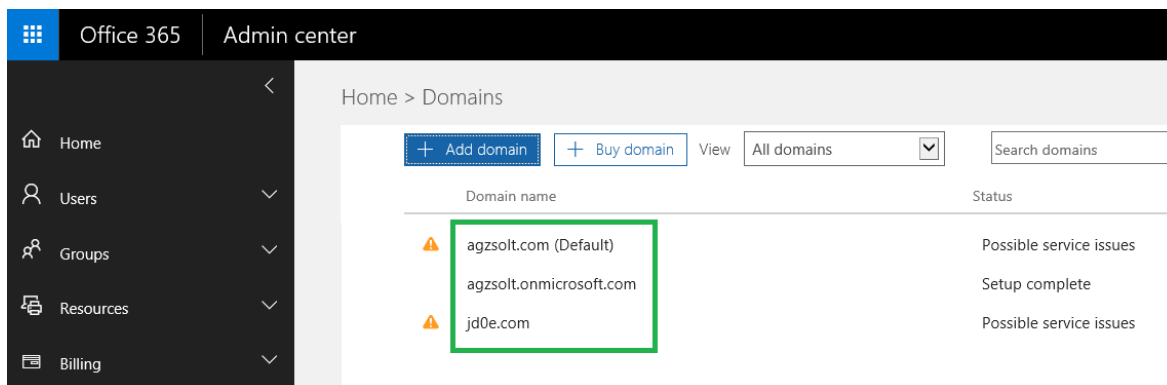 Office 365 Admin center
Home > Domains
Home
Users
Groups
Resources
Billing
Add domain Buy domain View All domains Search domains
Domain name Status
agzsolt.com (Default) Possible service issues
agzsolt.onmicrosoft.com Setup complete
jd0e.com Possible service issues